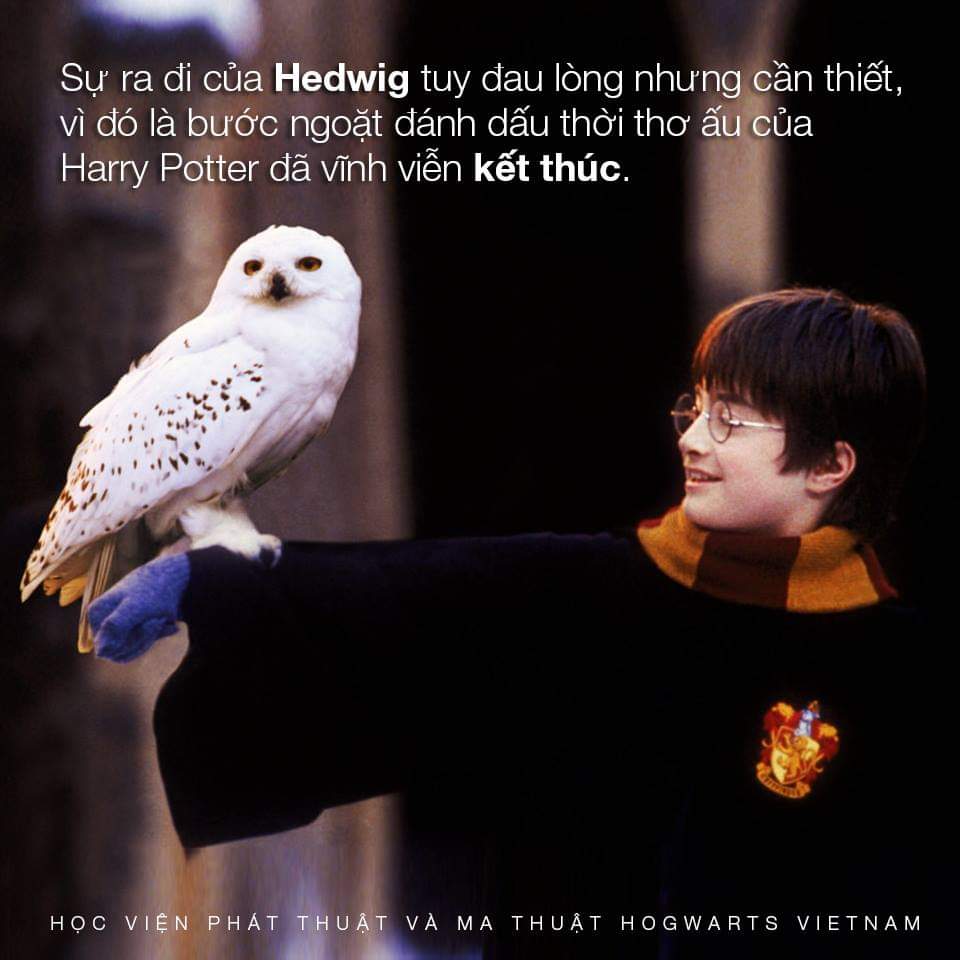 Sự ra đi của Hedwig tuy đau lòng nhưng cần thiết,
vì đó là bước ngoặt đánh dấu thời thơ ấu của
Harry Potter đã vĩnh viễn kết thúc.
HỌC VIỆN PHÁT THUẬT VÀ MA THUẬT HOGWARTS VIETNAM